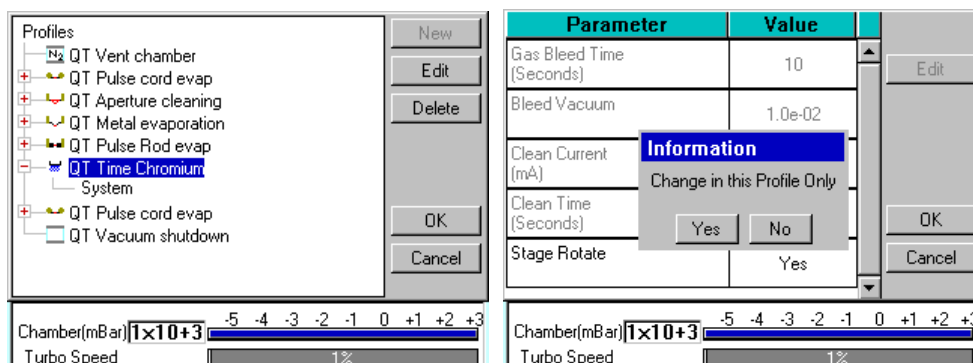 Profiles
N2 QT Vent chamber
QT Pulse cord evap
QT Aperture cleaning
QT Metal evaporation
QT Pulse Rod evap
QT Time Chromium
System
QT Pulse cord evap
QT Vacuum shutdown
New
Edit
Delete
OK
Cancel
Chamber(mBar) 1×10+3 -5 -4 -3 -2 -1 0 +1 +2 +3
Turbo Speed 1%
Parameter Value
Gas Bleed Time
(Seconds) 10
Bleed Vacuum 1.0e-02
Clean Current
(mA)
Clean Time
(Seconds)
Stage Rotate Yes
Information
Change in this Profile Only
Yes No
Edit
OK
Cancel
Chamber(mBar) 1×10+3 -5 -4 -3 -2 -1 0 +1 +2 +3
Turbo Speed 1%